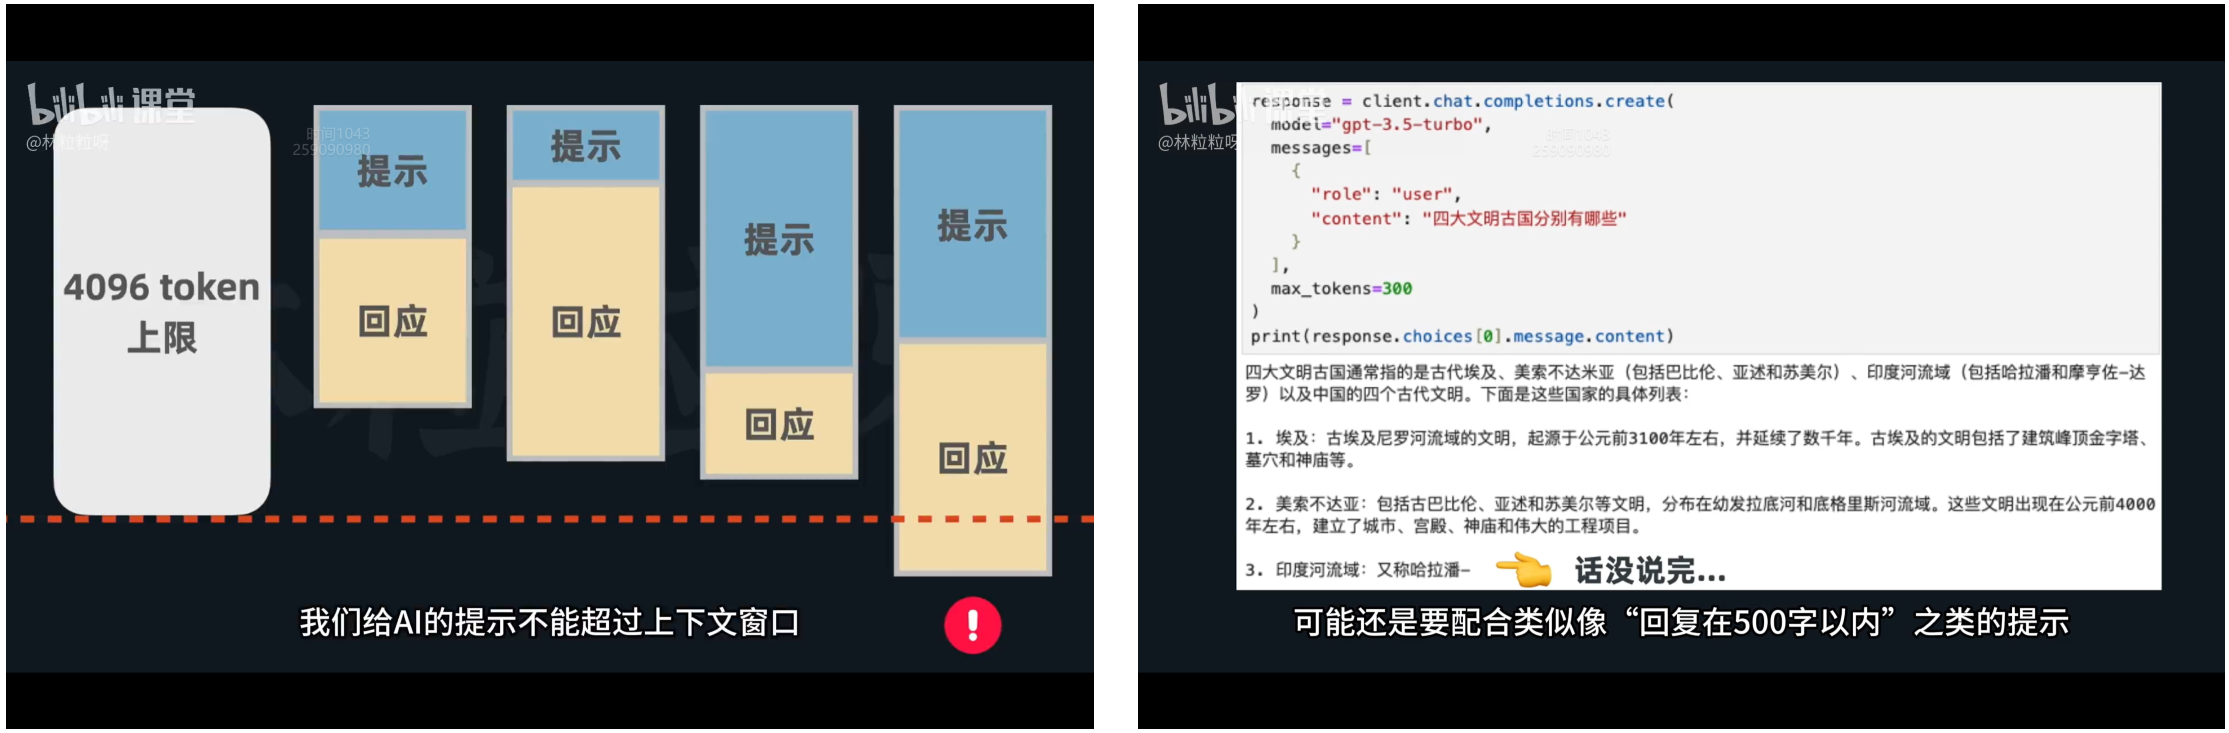 bilibili 课堂
@林粒粒呀
时间1043
259090980
4096 token
上限
提示
回应
提示
回应
提示
回应
提示
回应
我们给AI的提示不能超过上下文窗口
!
bilibili 课堂
@林粒粒呀
时间1043
259090980
response = client.chat.completions.create(
model="gpt-3.5-turbo",
messages=[
{
"role": "user",
"content": "四大文明古国分别有哪些"
}
],
max_tokens=300
)
print(response.choices[0].message.content)
四大文明古国通常指的是古代埃及、美索不达米亚（包括巴比伦、亚述和苏美尔）、印度河流域（包括哈拉潘和摩亨佐-达
罗）以及中国的四个古代文明。下面是这些国家的具体列表：
1. 埃及：古埃及尼罗河流域的文明，起源于公元前3100年左右，并延续了数千年。古埃及的文明包括了建筑峰顶金字塔、
墓穴和神庙等。
2. 美索不达亚：包括古巴比伦、亚述和苏美尔等文明，分布在幼发拉底河和底格里斯河流域。这些文明出现在公元前4000
年左右，建立了城市、宫殿、神庙和伟大的工程项目。
3. 印度河流域：又称哈拉潘-
话没说完...
可能还是要配合类似像“回复在500字以内”之类的提示